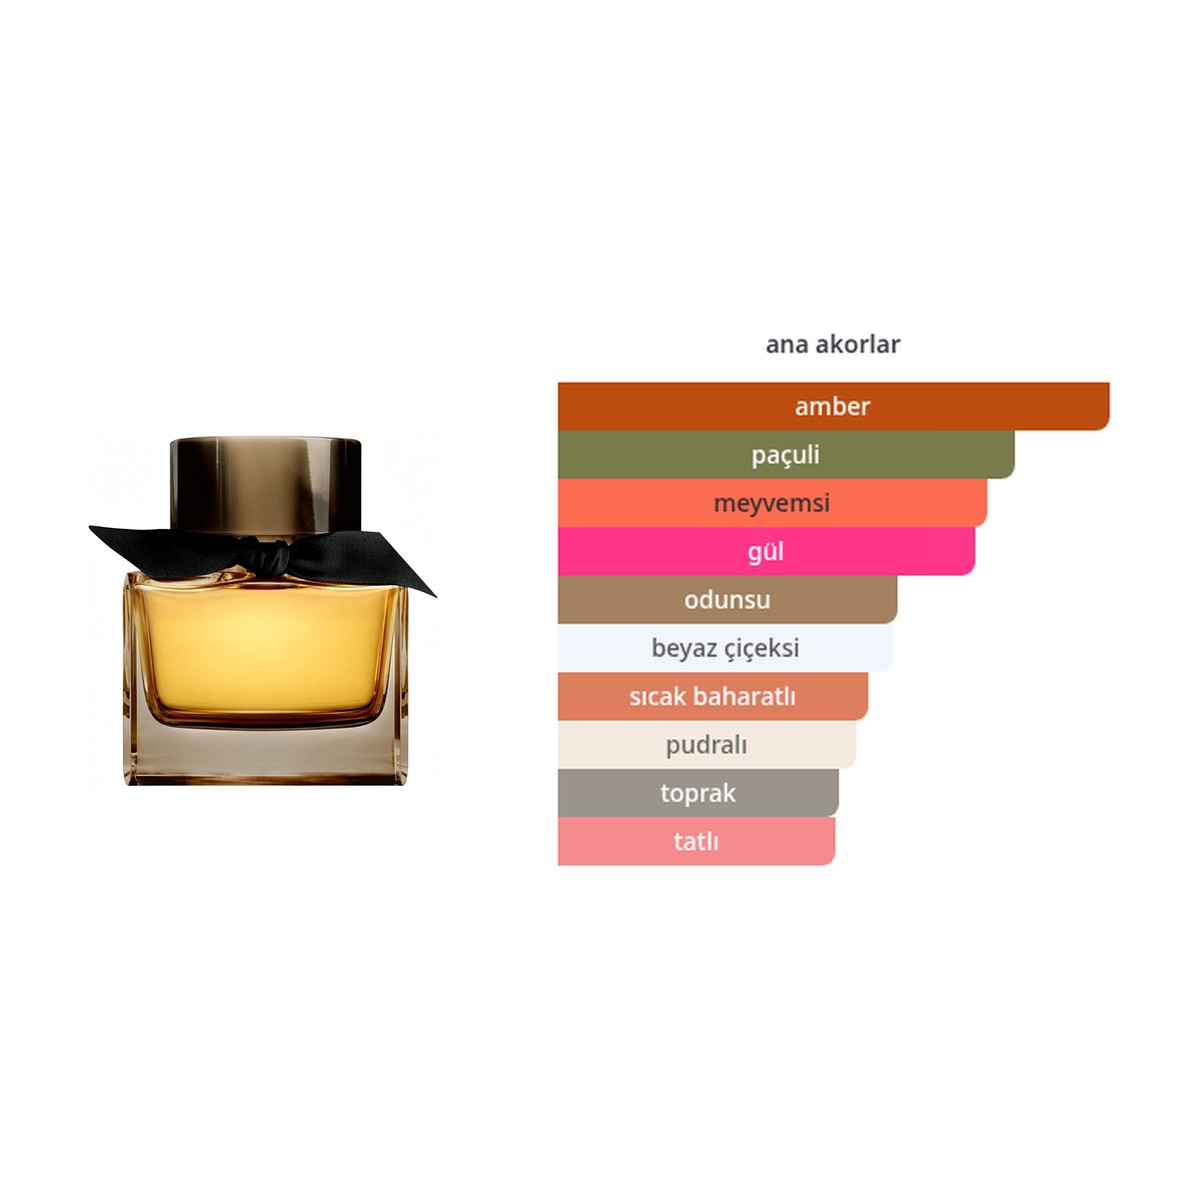 ana akorlar
amber
paçuli
meyvemsi
gül
odunsu
beyaz çiçeksi
sıcak baharatlı
pudralı
toprak
tatlı